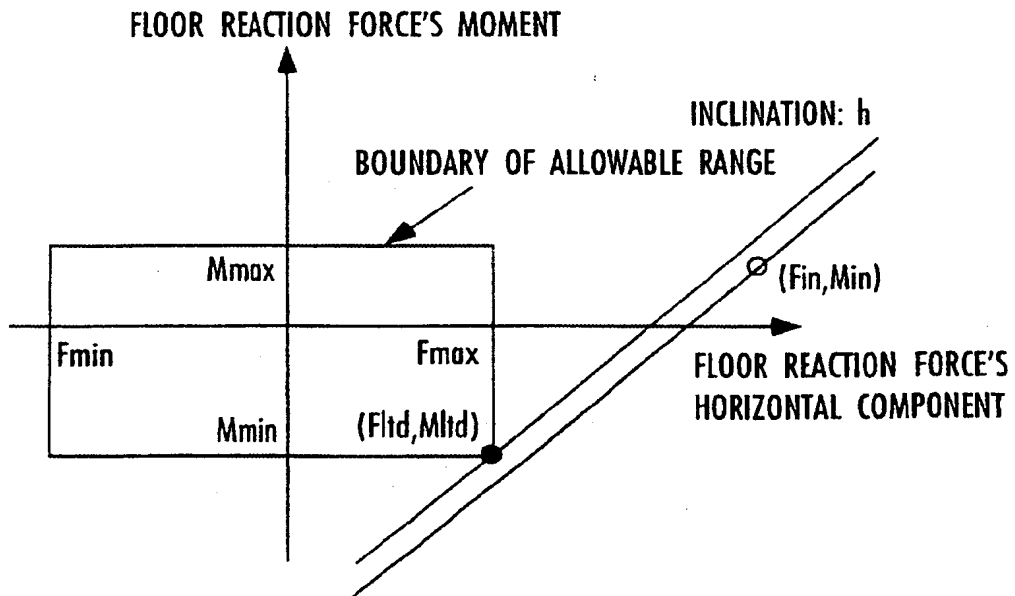 FLOOR REACTION FORCE'S MOMENT
INCLINATION: h
BOUNDARY OF ALLOWABLE RANGE
Mmax
(Fin,Min)
Fmin
Fmax
FLOOR REACTION FORCE'S
HORIZONTAL COMPONENT
Mmin
(Fltd,Mltd)